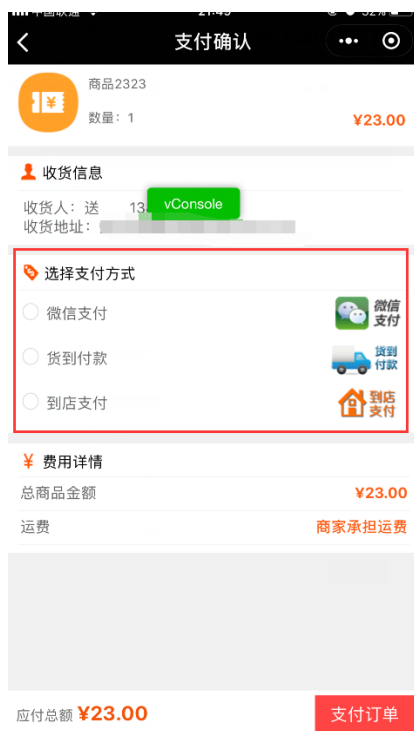 支付确认
商品2323
数量：1
¥23.00
收货信息
收货人：送 13
vConsole
收货地址：
选择支付方式
微信支付
微信
支付
货到付款
货到
付款
到店支付
到店
支付
¥ 费用详情
总商品金额 ¥23.00
运费 商家承担运费
应付总额 ¥23.00 支付订单